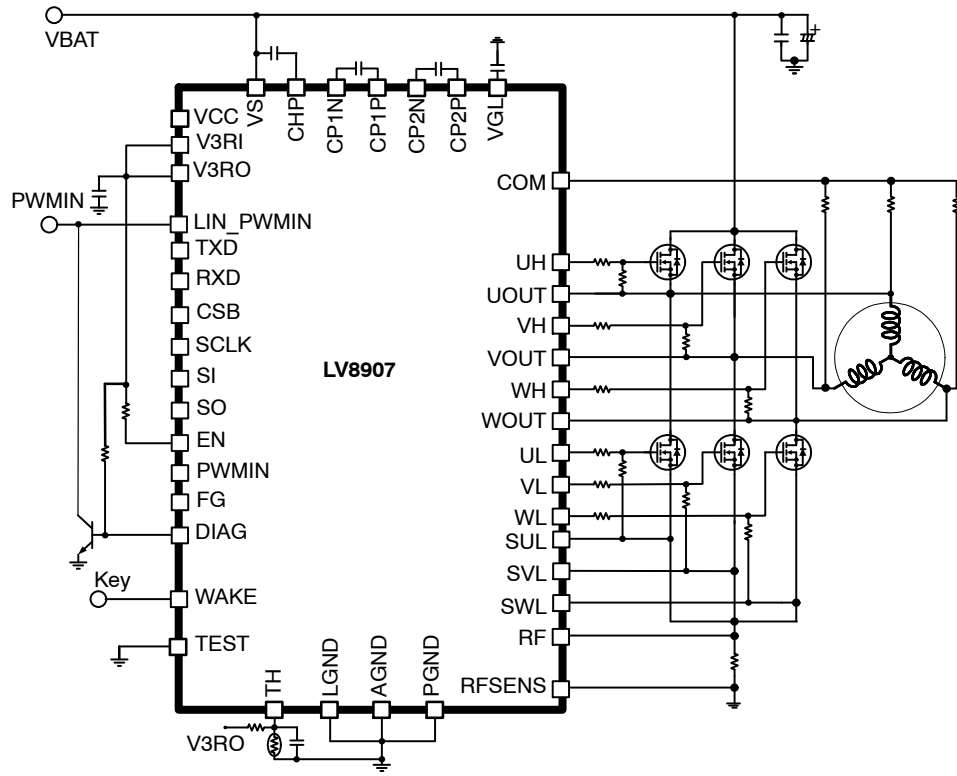 VBAT
+
VS
CHP
CP1N
CP1P
CP2N
CP2P
VGL
VCC
V3RI
V3RO
PWMIN
LIN_PWMIN
TXD
RXD
CSB
SCLK
SI
SO
EN
PWMIN
FG
DIAG
Key
WAKE
TEST
LV8907
COM
UH
UOUT
VH
VOUT
WH
WOUT
UL
VL
WL
SUL
SVL
SWL
RF
RFSENS
TH
LGND
AGND
PGND
V3RO